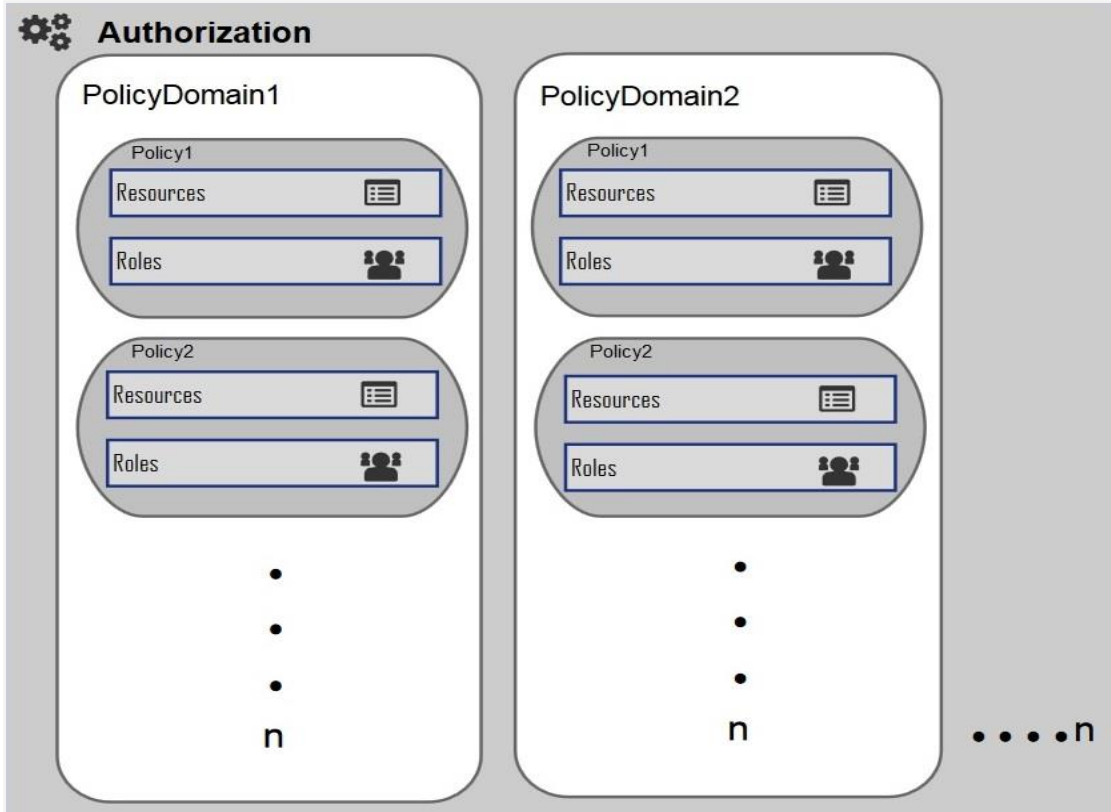 Authorization
PolicyDomain1
Policy1
Resources
Roles
Policy2
Resources
Roles
n
PolicyDomain2
Policy1
Resources
Roles
Policy2
Resources
Roles
n
....n